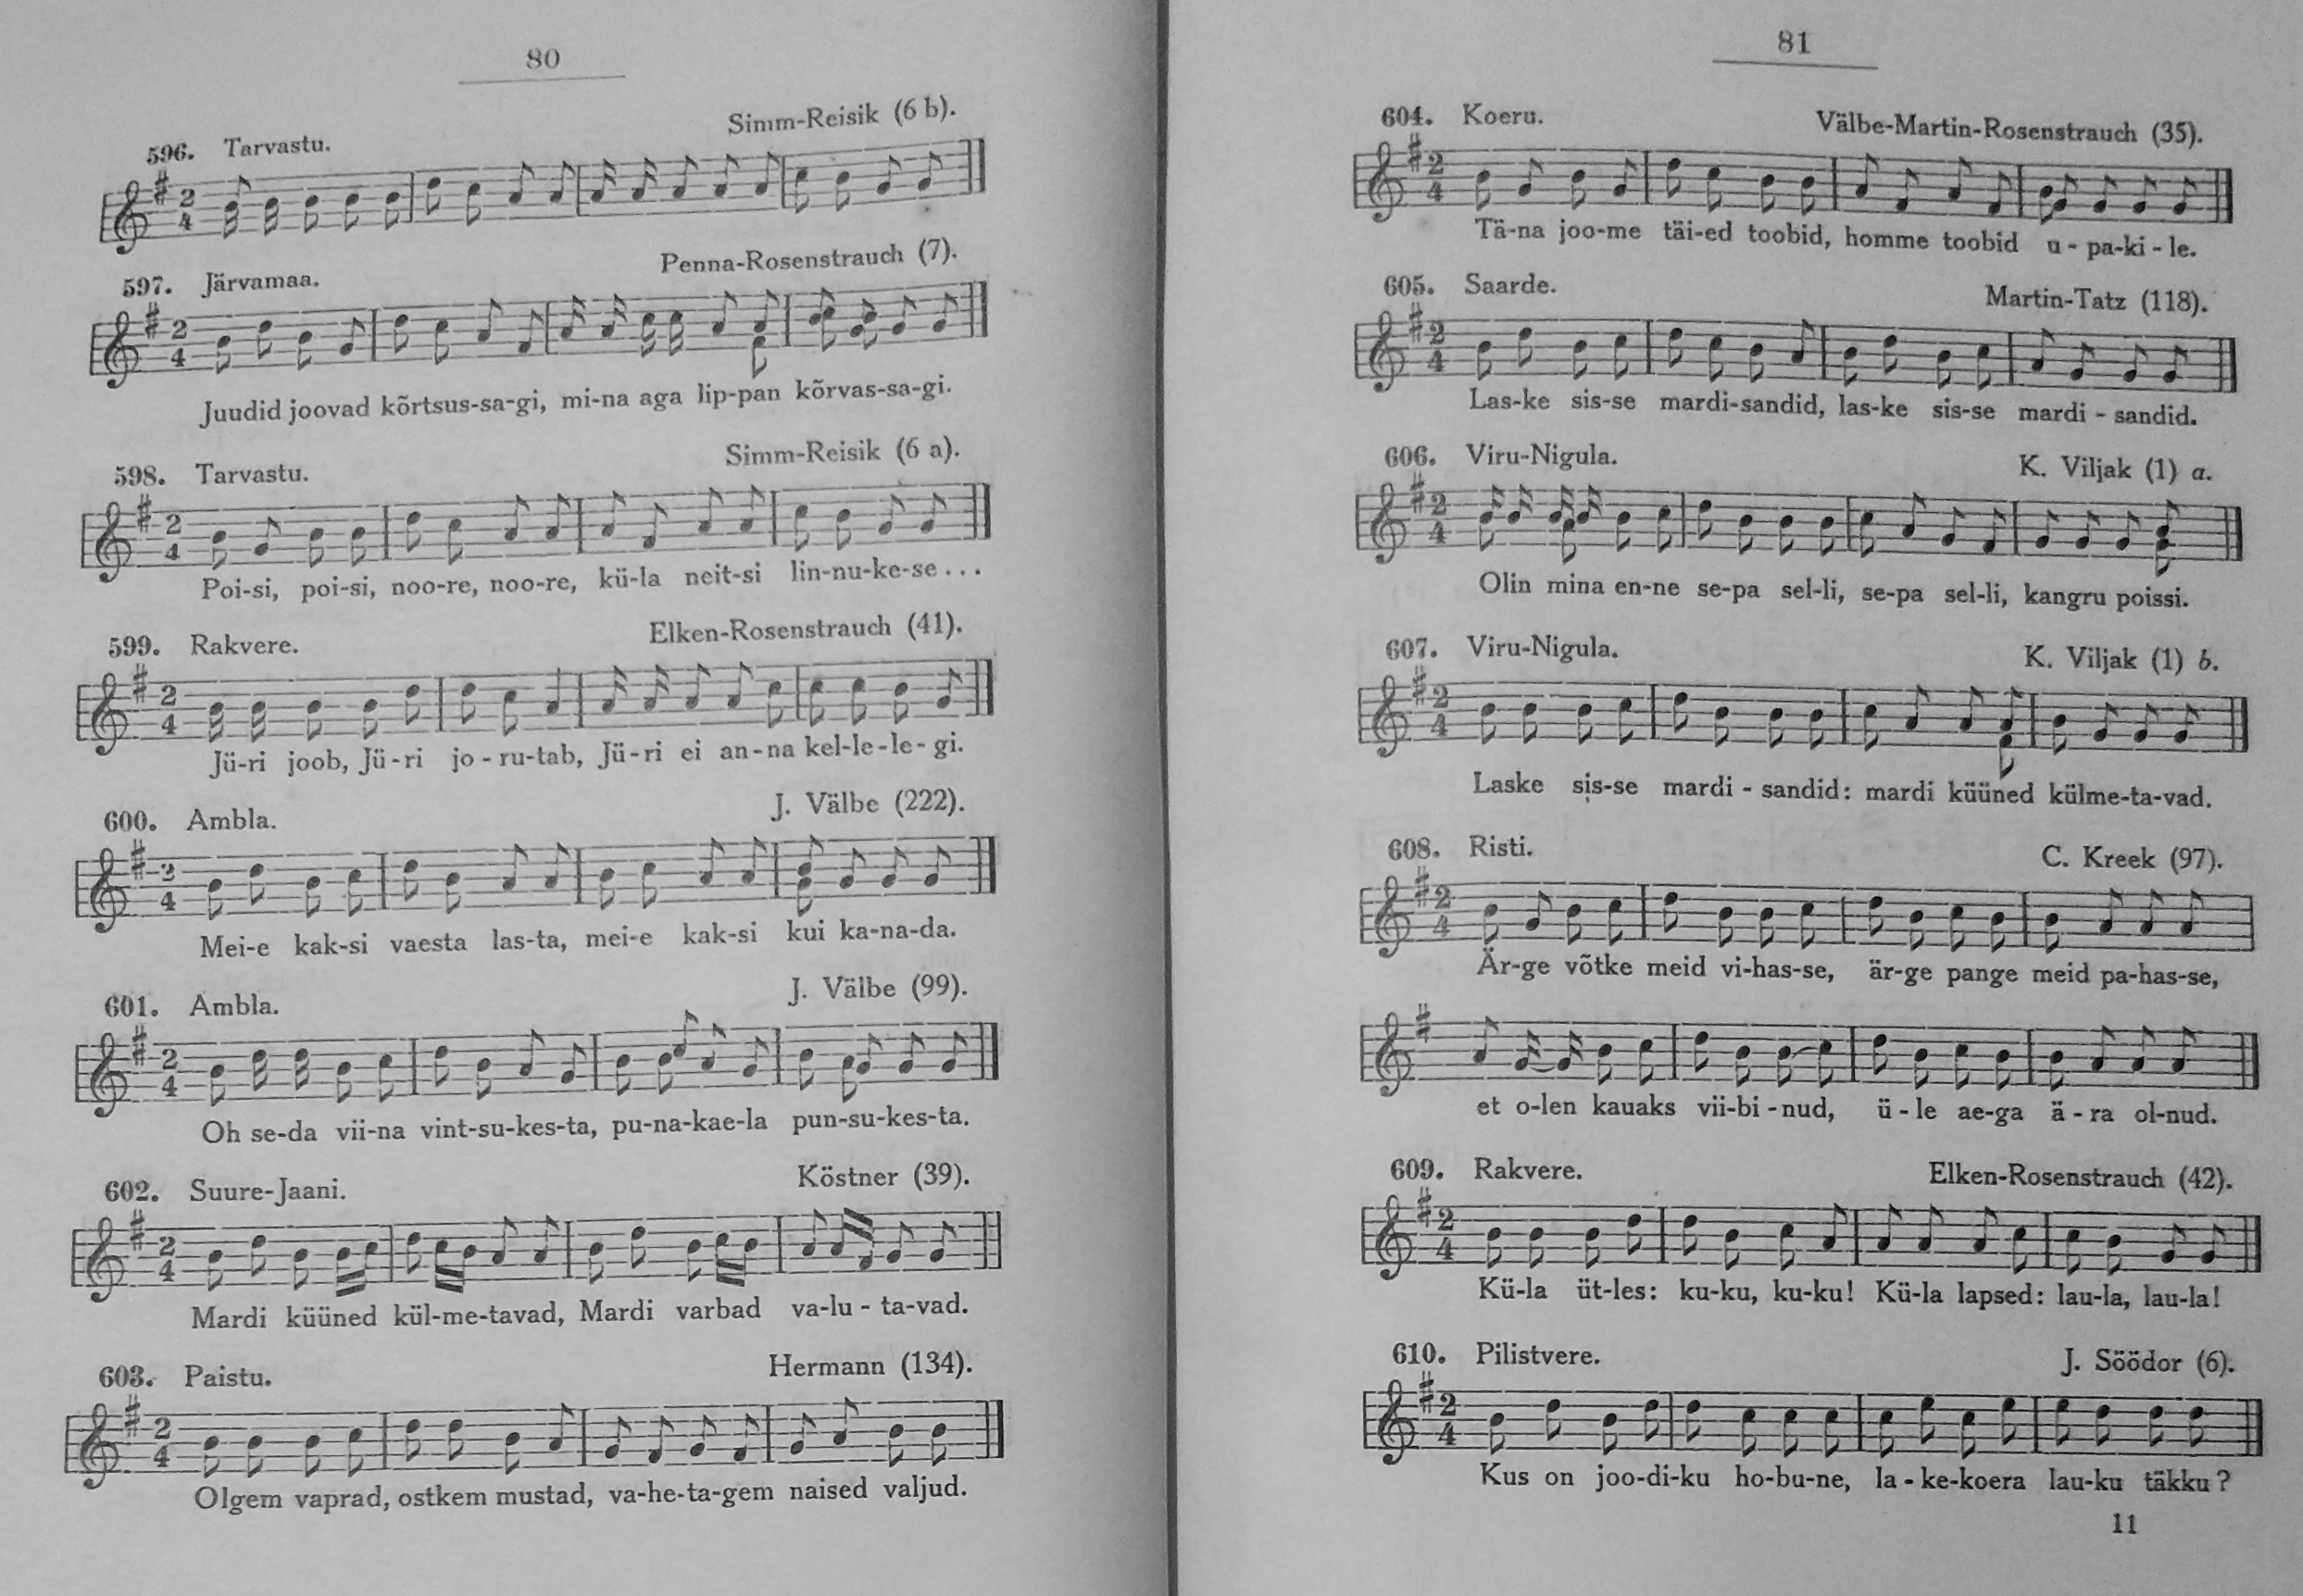 80
596. Tarvastu. Simm-Reisik (6 b).
2
4
597. Järvamaa. Penna-Rosenstrauch (7).
2
4
Juudid joovad kõrtsus-sa-gi, mi-na aga lip-pan kõrvas-sa-gi.
598. Tarvastu. Simm-Reisik (6 a).
2
4
Poi-si, poi-si, noo-re, noo-re, kü-la neit-si lin-nu-ke-se...
599. Rakvere. Elken-Rosenstrauch (41).
2
4
Jü-ri joob, Jü-ri jo-ru-tab, Jü-ri ei an-na kel-le-le-gi.
600. Ambla. J. Välbe (222).
2
4
Mei-e kak-si vaesta las-ta, mei-e kak-si kui ka-na-da.
601. Ambla. J. Välbe (99).
2
4
Oh se-da vii-na vint-su-kes-ta, pu-na-kae-la pun-su-kes-ta.
602. Suure-Jaani. Köstner (39).
2
4
Mardi küüned kül-me-tavad, Mardi varbad va-lu-ta-vad.
603. Paistu. Hermann (134).
2
4
Olgem vaprad, ostkem mustad, va-he-ta-gem naised valjud.
81
604. Koeru. Välbe-Martin-Rosenstrauch (35).
2
4
Tä-na joo-me täi-ed toobid, homme toobid u-pa-ki-le.
605. Saarde. Martin-Tatz (118).
2
4
Las-ke sis-se mardi-sandid, las-ke sis-se mardi-sandid.
606. Viru-Nigula. K. Viljak (1) a.
2
4
Olin mina en-ne se-pa sel-li, se-pa sel-li, kangru poissi.
607. Viru-Nigula. K. Viljak (1) b.
2
4
Laske sis-se mardi-sandid: mardi küüned külme-ta-vad.
608. Risti. C. Kreek (97).
2
4
Är-ge võtke meid vi-has-se, är-ge pange meid pa-has-se,
et o-len kauaks vii-bi-nud, ü-le ae-ga ä-ra ol-nud.
609. Rakvere. Elken-Rosenstrauch (42).
2
4
Kü-la üt-les: ku-ku, ku-ku! Kü-la lapsed: lau-la, lau-la!
610. Pilistvere. J. Söödor (6).
2
4
Kus on joo-di-ku ho-bu-ne, la-ke-koera lau-ku täkku?
11